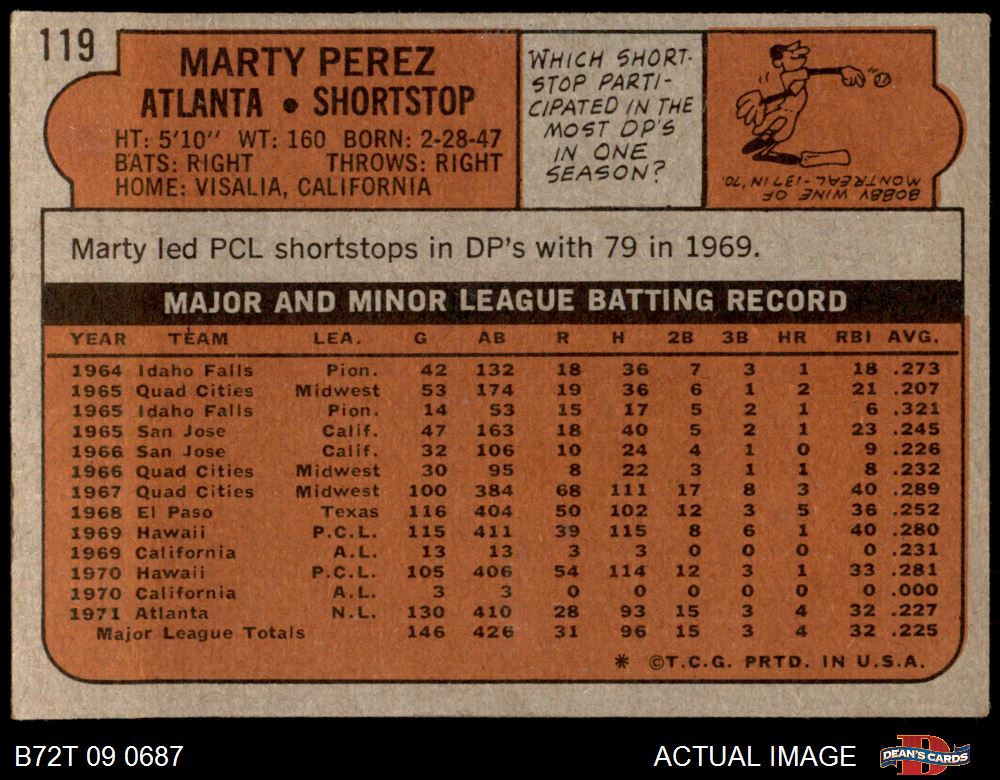 119
MARTY PEREZ
ATLANTA • SHORTSTOP
HT: 5'10" WT: 160 BORN: 2-28-47
BATS: RIGHT THROWS: RIGHT
HOME: VISALIA, CALIFORNIA
WHICH SHORT-
STOP PARTI-
CIPATED IN THE
MOST DP'S
IN ONE
SEASON?
BOBBY WINE OF
MONTREAL-137 IN '70.
Marty led PCL shortstops in DP's with 79 in 1969.
MAJOR AND MINOR LEAGUE BATTING RECORD
YEAR TEAM LEA. G AB R H 2B 3B HR RBI AVG.
1964 Idaho Falls Pion. 42 132 18 36 7 3 1 18 .273
1965 Quad Cities Midwest 53 174 19 36 6 1 2 21 .207
1965 Idaho Falls Pion. 14 53 15 17 5 2 1 6 .321
1965 San Jose Calif. 47 163 18 40 5 2 1 23 .245
1966 San Jose Calif. 32 106 10 24 4 1 0 9 .226
1966 Quad Cities Midwest 30 95 8 22 3 1 1 8 .232
1967 Quad Cities Midwest 100 384 68 111 17 8 3 40 .289
1968 El Paso Texas 116 404 50 102 12 3 5 36 .252
1969 Hawaii P.C.L. 115 411 39 115 8 6 1 40 .280
1969 California A.L. 13 13 3 3 0 0 0 0 .231
1970 Hawaii P.C.L. 105 406 54 114 12 3 1 33 .281
1970 California A.L. 3 3 0 0 0 0 0 0 .000
1971 Atlanta N.L. 130 410 28 93 15 3 4 32 .227
Major League Totals 146 426 31 96 15 3 4 32 .225
* ©T.C.G. PRTD. IN U.S.A.
B72T 09 0687
ACTUAL IMAGE
DEAN'S CARDS